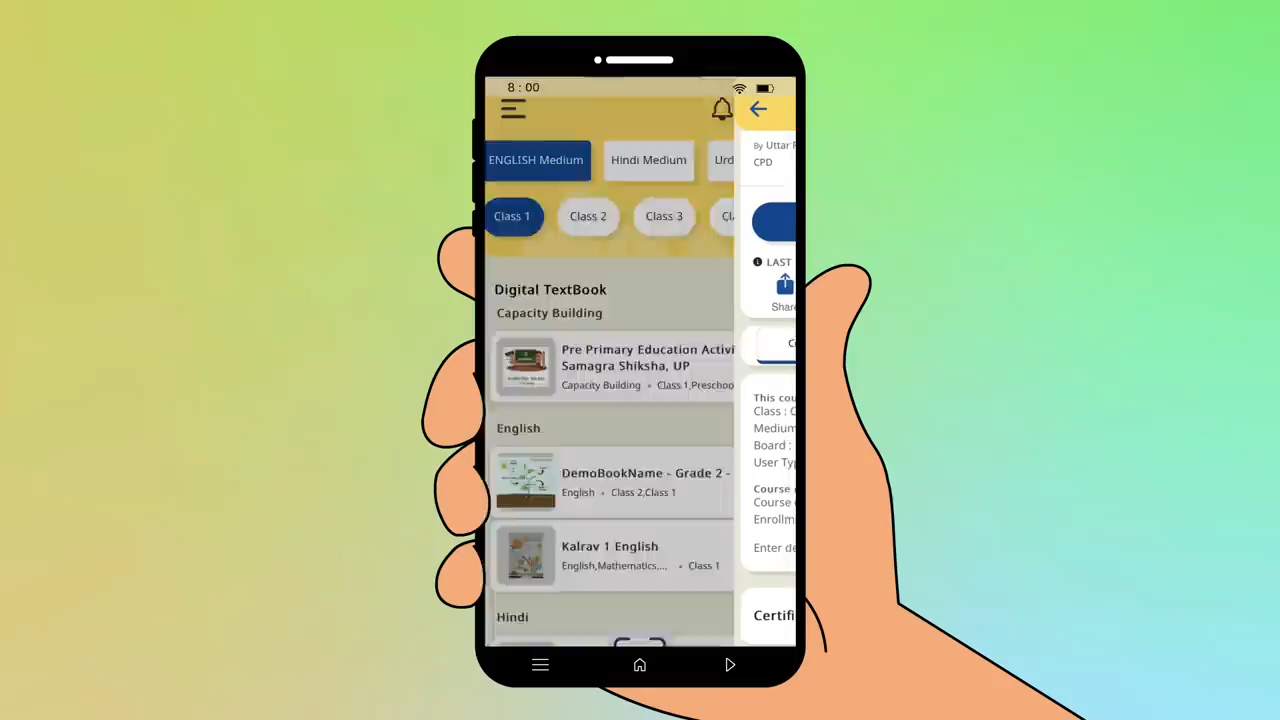 8:00
ENGLISH Medium
Hindi Medium
Urd
Class 1
Class 2
Class 3
Cl
Digital TextBook
Capacity Building
Pre Primary Education Activi
Samagra Shiksha, UP
Capacity Building • Class 1,Preschoo
English
DemoBookName - Grade 2 -
English • Class 2,Class 1
Kalrav 1 English
English,Mathematics,... • Class 1
Hindi
By Uttar
CPD
LAST
Share
This cou
Class :
Medium
Board :
User Typ
Course
Course
Enrollm
Enter de
Certifi